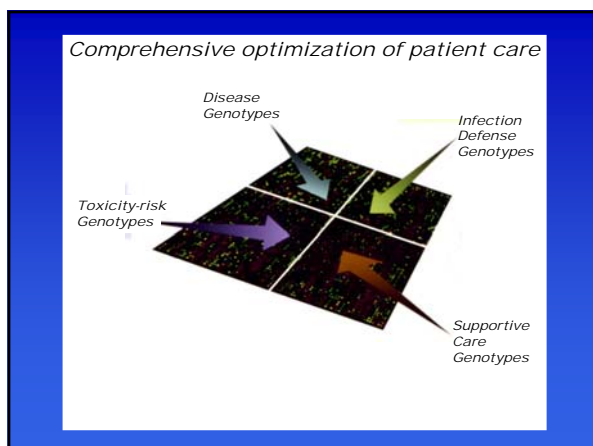 Comprehensive optimization of patient care
Disease
Genotypes
Infection
Defense
Genotypes
Toxicity-risk
Genotypes
Supportive
Care
Genotypes